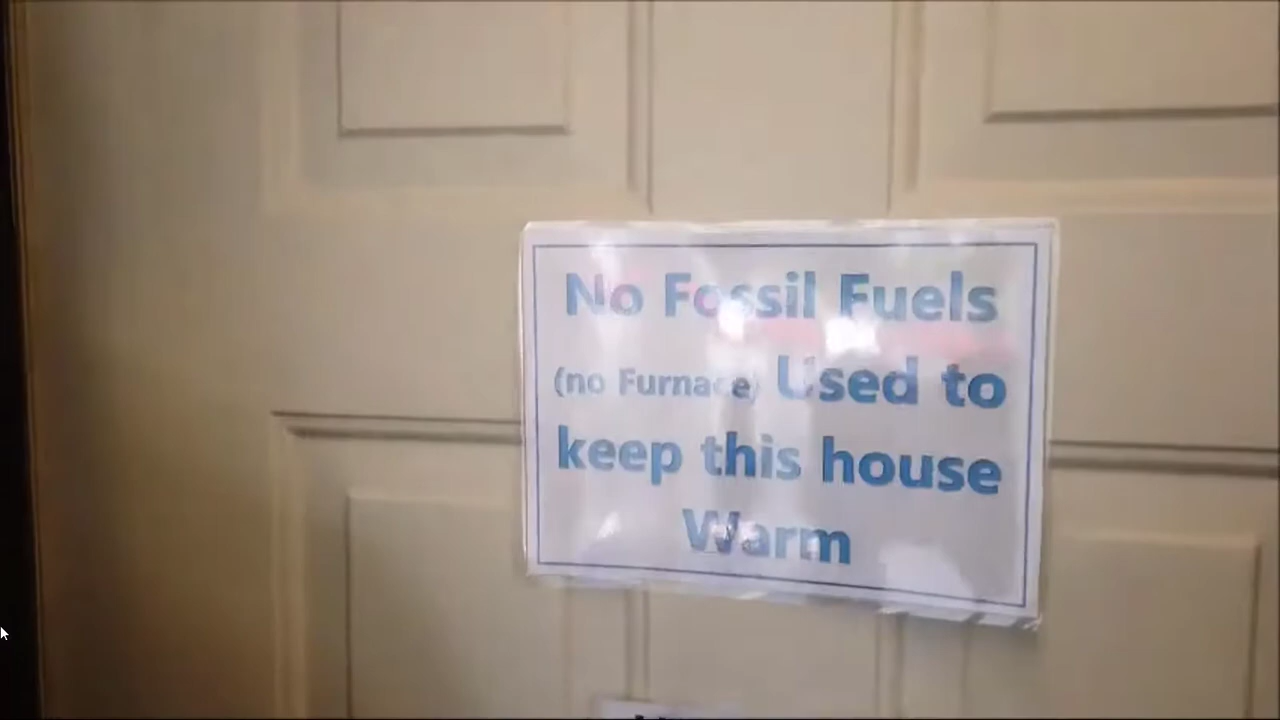 No Fossil Fuels
(no Furnace) Used to
keep this house
Warm